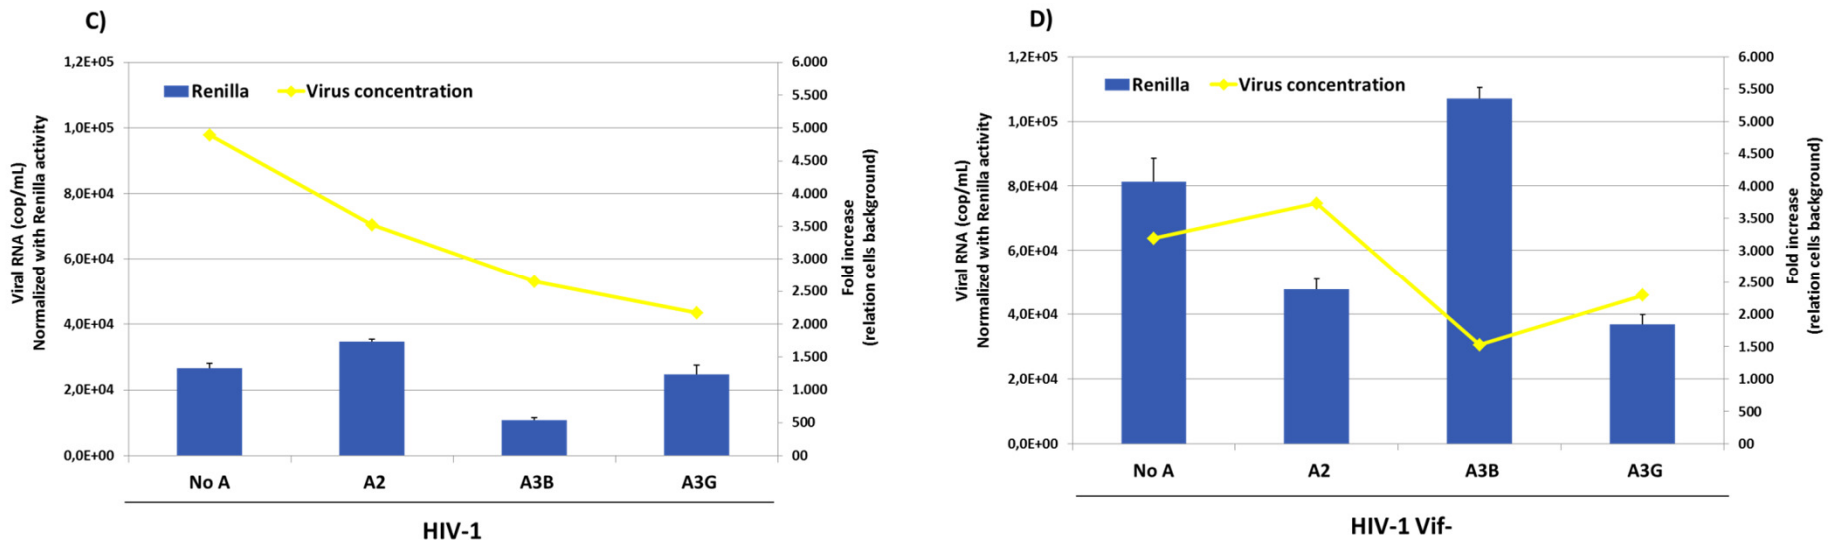 C)
Viral RNA (cop/mL)
Normalized with Renilla activity
1,2E+05
1,0E+05
8,0E+04
6,0E+04
4,0E+04
2,0E+04
0,0E+00
Renilla
Virus concentration
6.000
5.500
5.000
4.500
4.000
3.500
3.000
2.500
2.000
1.500
1.000
500
00
Fold increase
(relation cells background)
No A A2 A3B A3G
HIV-1
D)
Viral RNA (cop/mL)
Normalized with Renilla activity
1,2E+05
1,0E+05
8,0E+04
6,0E+04
4,0E+04
2,0E+04
0,0E+00
Renilla
Virus concentration
6.000
5.500
5.000
4.500
4.000
3.500
3.000
2.500
2.000
1.500
1.000
500
00
Fold increase
(relation cells background)
No A A2 A3B A3G
HIV-1 Vif-